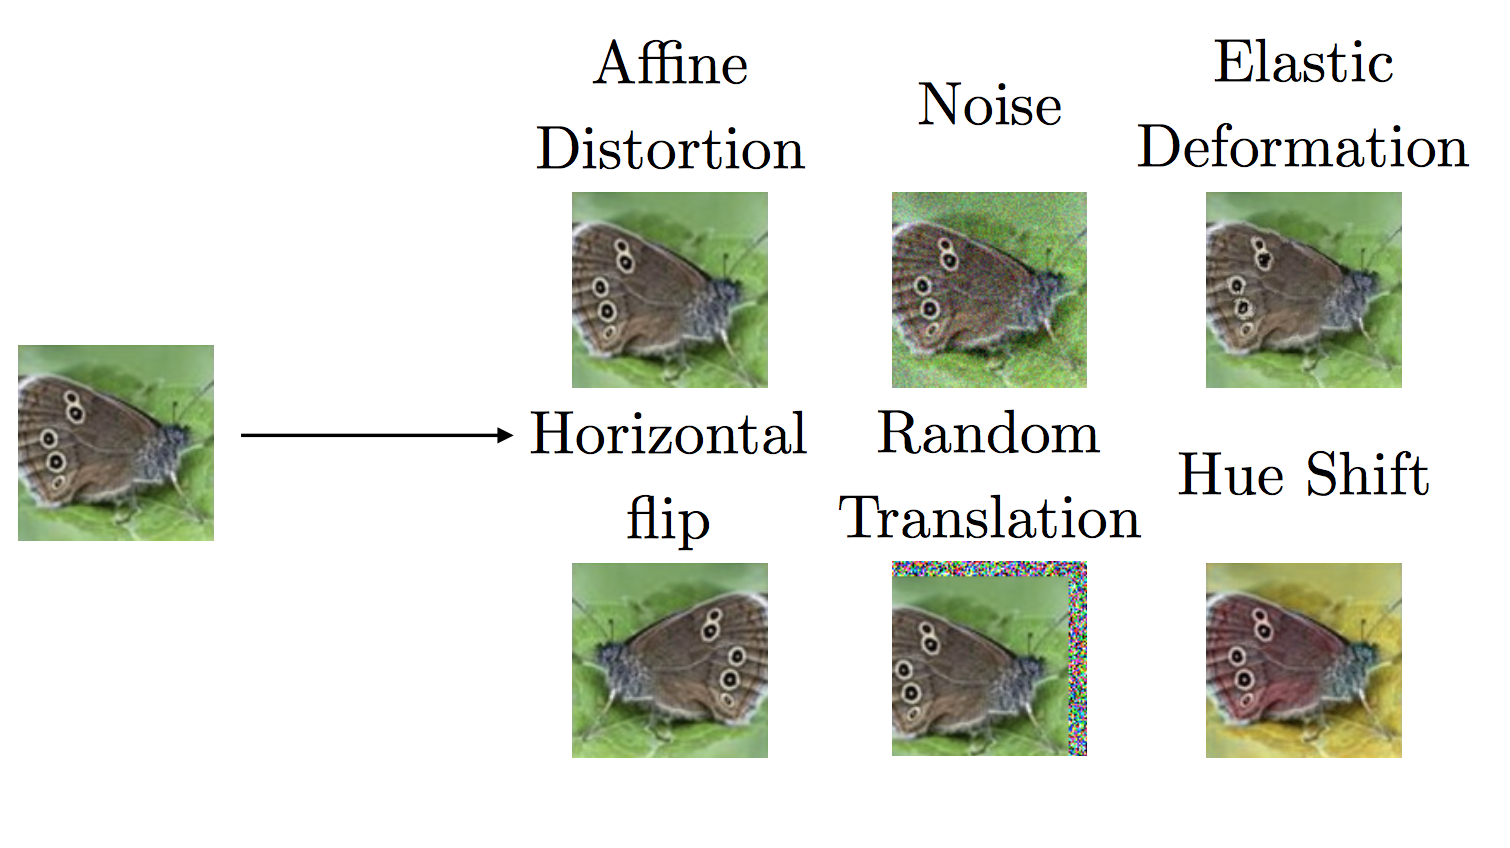 Affine
Distortion
Noise
Elastic
Deformation
Horizontal
flip
Random
Translation
Hue Shift